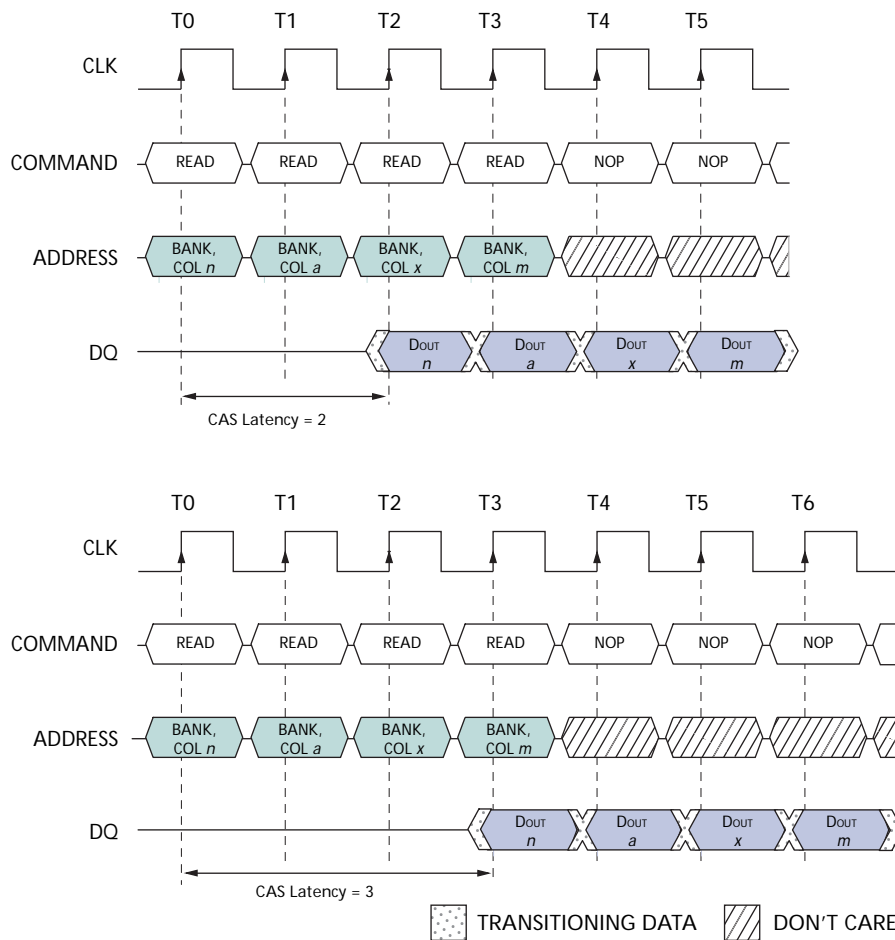 T0 T1 T2 T3 T4 T5
CLK
COMMAND READ READ READ READ NOP NOP
ADDRESS BANK, COL n BANK, COL a BANK, COL x BANK, COL m
DQ DOUT n DOUT a DOUT x DOUT m
CAS Latency = 2
T0 T1 T2 T3 T4 T5 T6
CLK
COMMAND READ READ READ READ NOP NOP NOP
ADDRESS BANK, COL n BANK, COL a BANK, COL x BANK, COL m
DQ DOUT n DOUT a DOUT x DOUT m
CAS Latency = 3
TRANSITIONING DATA DON'T CARE